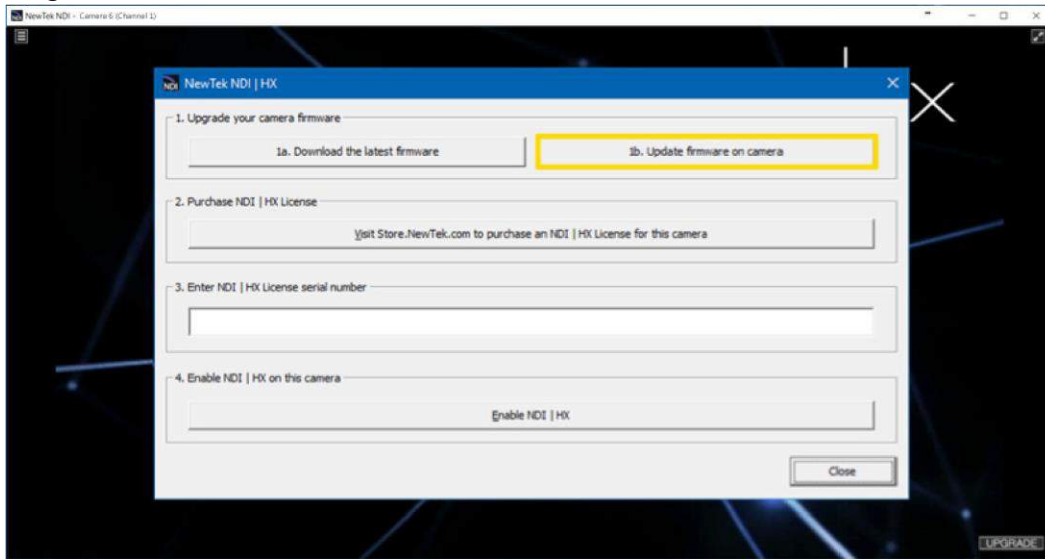 NewTek NDI - Camera 6 (Channel 1)
NDI NewTek NDI | HX
1. Upgrade your camera firmware
1a. Download the latest firmware
1b. Update firmware on camera
2. Purchase NDI | HX License
Visit Store.NewTek.com to purchase an NDI | HX License for this camera
3. Enter NDI | HX License serial number
4. Enable NDI | HX on this camera
Enable NDI | HX
Close
UPGRADE